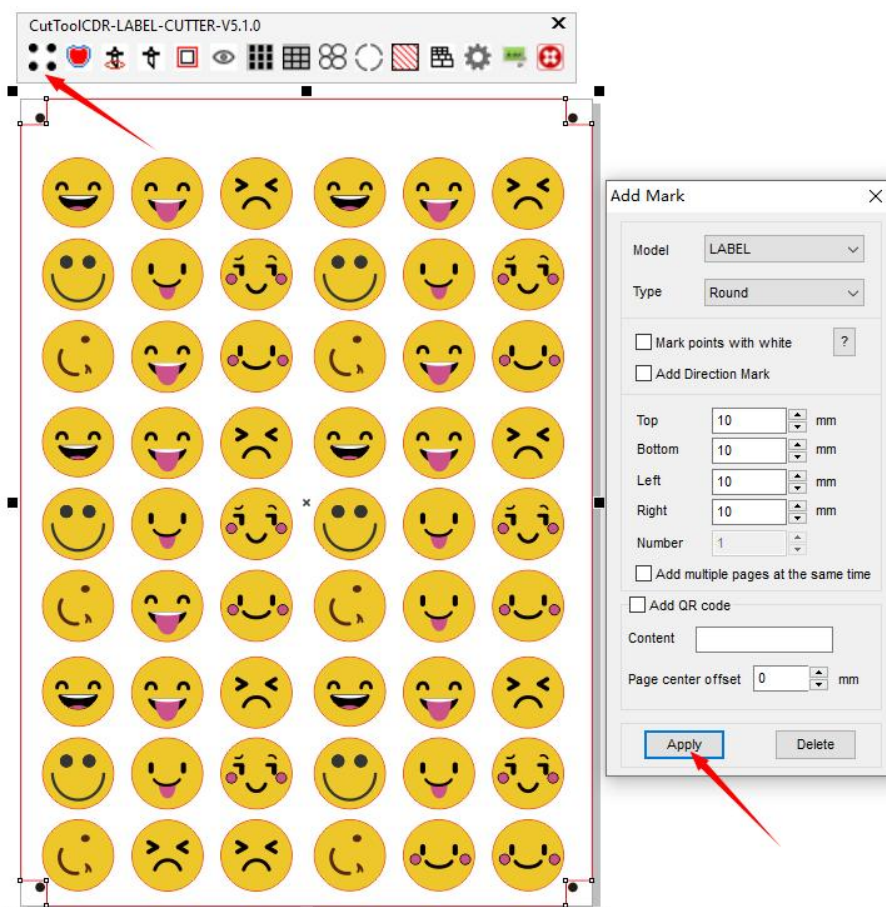 CutToolCDR-LABEL-CUTTER-V5.1.0
Add Mark
Model LABEL
Type Round
Mark points with white ?
Add Direction Mark
Top 10 mm
Bottom 10 mm
Left 10 mm
Right 10 mm
Number 1
Add multiple pages at the same time
Add QR code
Content
Page center offset 0 mm
Apply Delete